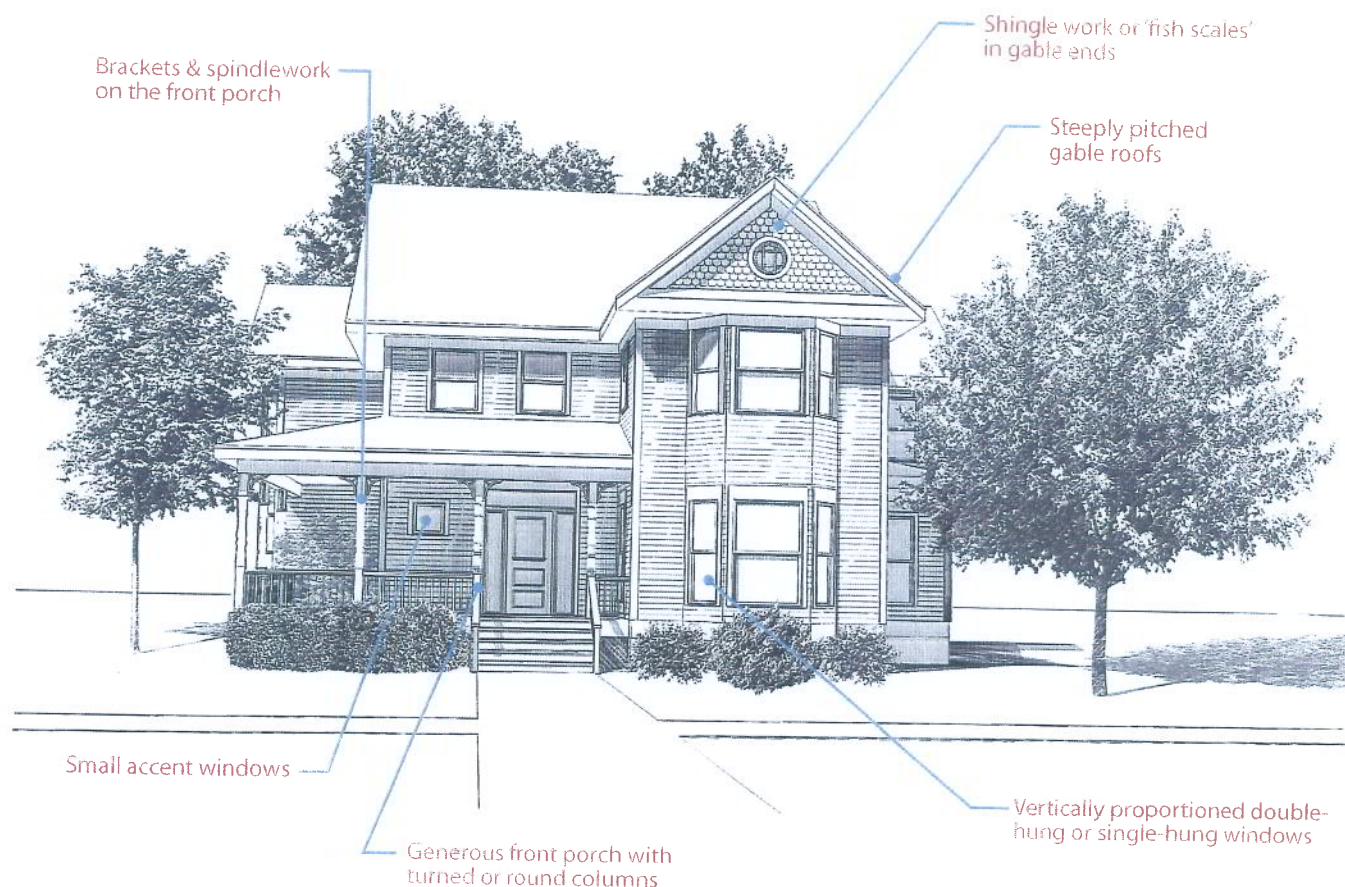 Shingle work or 'fish scales'
in gable ends
Brackets & spindlework
on the front porch
Steeply pitched
gable roofs
Small accent windows
Vertically proportioned double-
hung or single-hung windows
Generous front porch with
turned or round columns